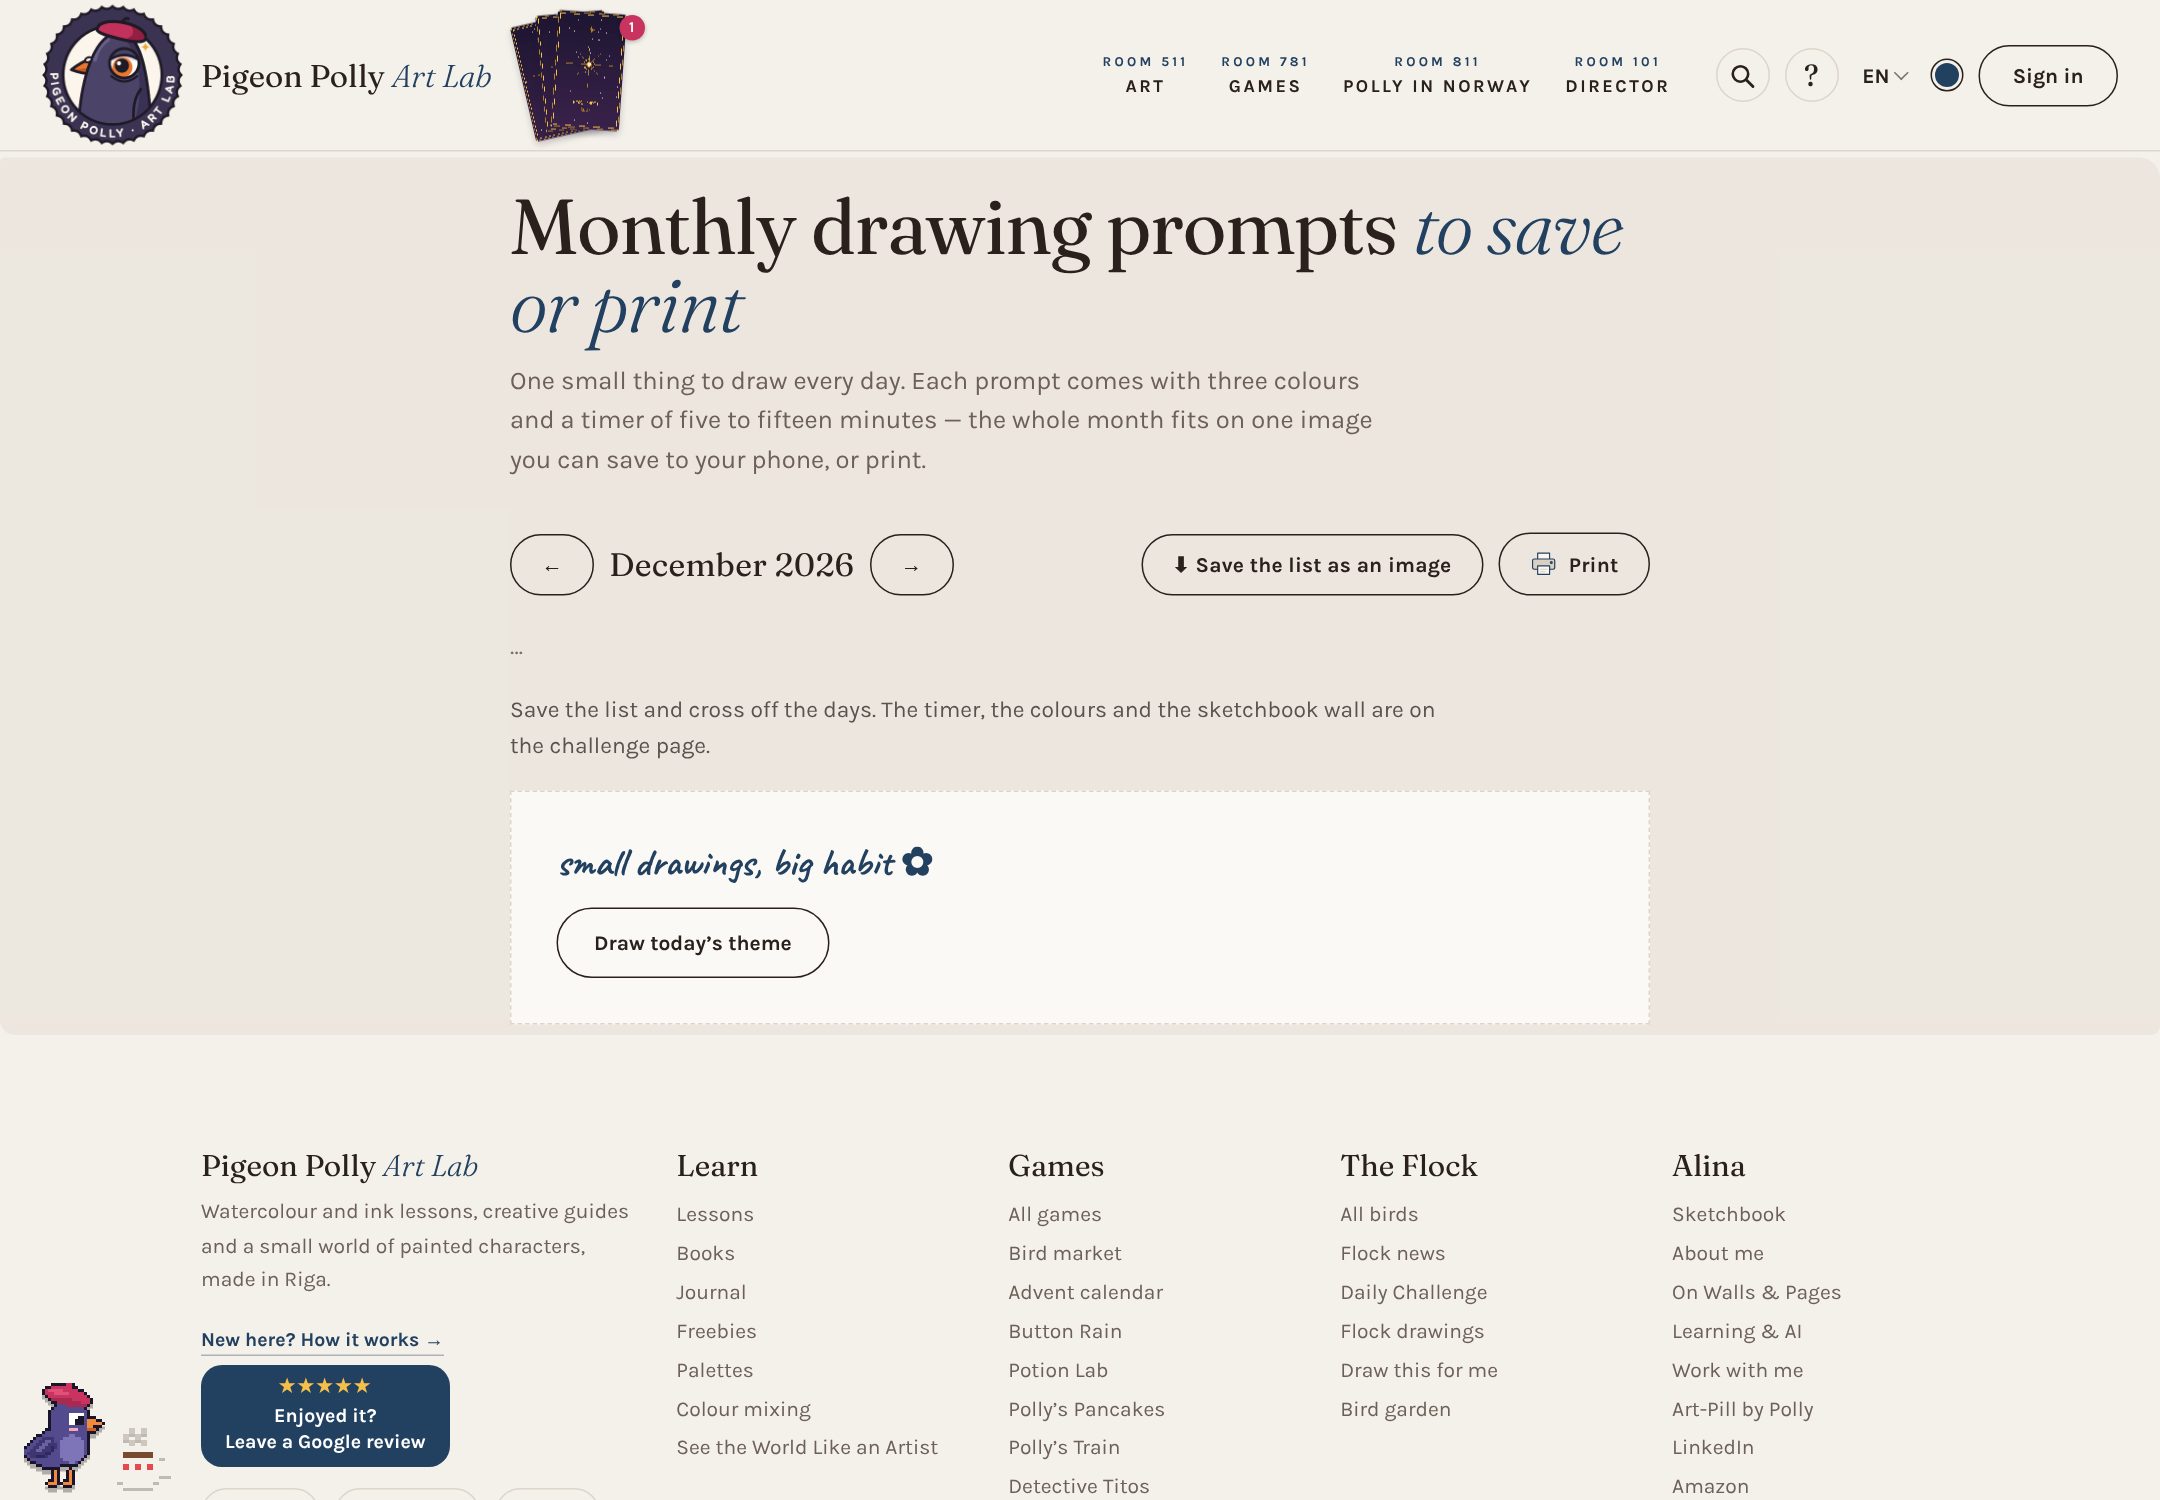 PIGEON POLLY · ART LAB
Pigeon Polly Art Lab
1
ROOM 511
ART
ROOM 781
GAMES
ROOM 811
POLLY IN NORWAY
ROOM 101
DIRECTOR
?
EN
Sign in
Monthly drawing prompts to save
or print
One small thing to draw every day. Each prompt comes with three colours
and a timer of five to fifteen minutes — the whole month fits on one image
you can save to your phone, or print.
← December 2026 →
⬇ Save the list as an image
Print
…
Save the list and cross off the days. The timer, the colours and the sketchbook wall are on
the challenge page.
small drawings, big habit ✿
Draw today’s theme
Pigeon Polly Art Lab
Watercolour and ink lessons, creative guides
and a small world of painted characters,
made in Riga.
New here? How it works →
★★★★★
Enjoyed it?
Leave a Google review
Learn
Lessons
Books
Journal
Freebies
Palettes
Colour mixing
See the World Like an Artist
Games
All games
Bird market
Advent calendar
Button Rain
Potion Lab
Polly’s Pancakes
Polly’s Train
Detective Titos
The Flock
All birds
Flock news
Daily Challenge
Flock drawings
Draw this for me
Bird garden
Alina
Sketchbook
About me
On Walls & Pages
Learning & AI
Work with me
Art-Pill by Polly
LinkedIn
Amazon